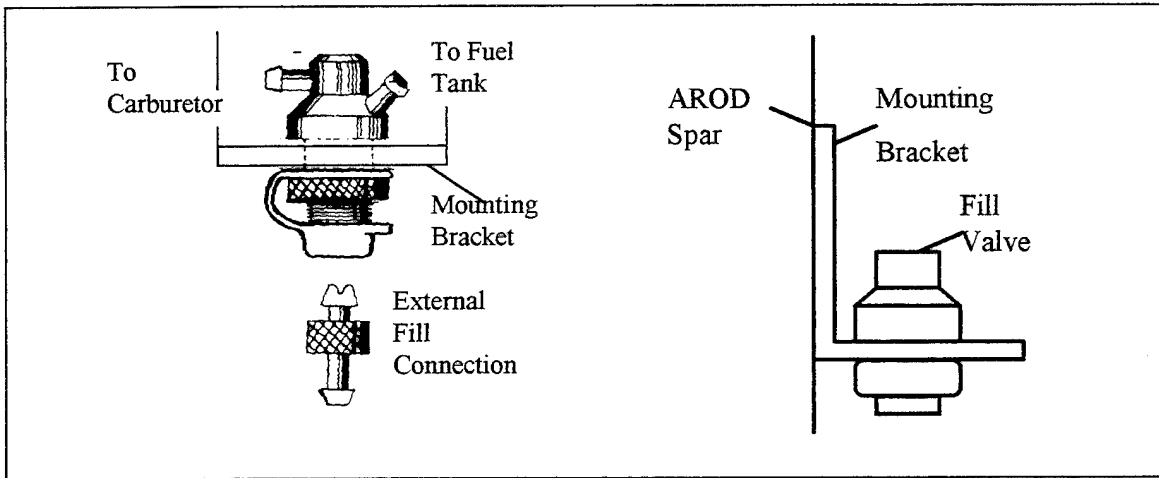 To
Carburetor
To Fuel
Tank
Mounting
Bracket
External
Fill
Connection
AROD
Spar
Mounting
Bracket
Fill
Valve